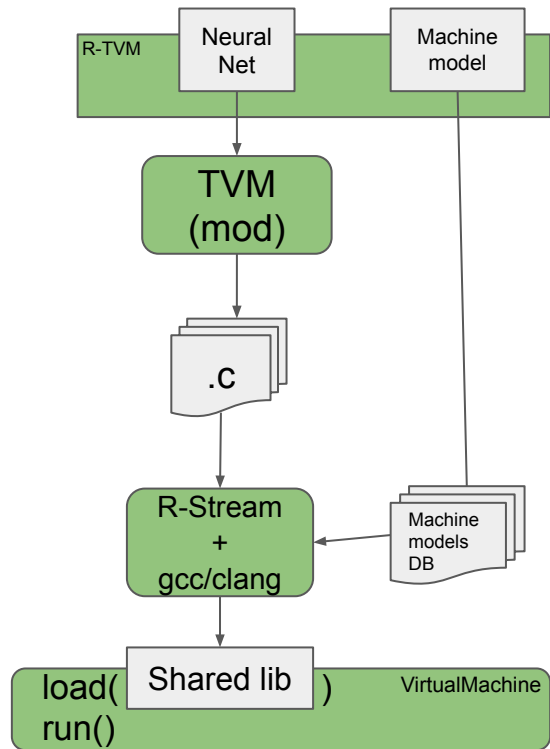 R-TVM
Neural
Net
Machine
model
TVM
(mod)
.c
R-Stream
+
gcc/clang
Machine
models
DB
load( Shared lib )
VirtualMachine
run()